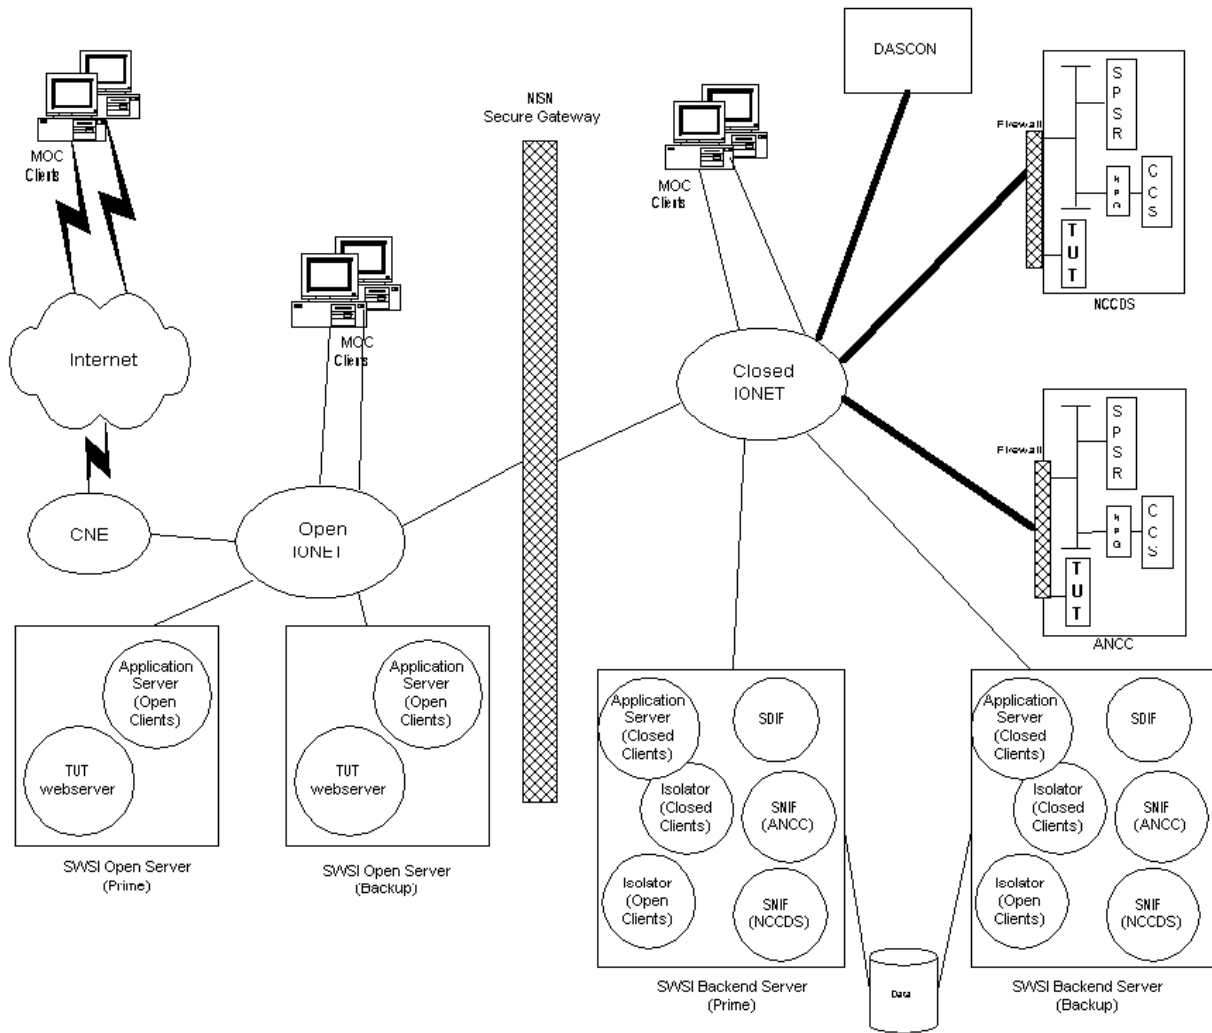 DASCON
NISN
Secure Gateway
MOC
Clients
MOC
Clients
Firewall
S
P
S
R
N
P
G
C
C
S
T
U
T
NCCDS
MOC
Clients
Internet
Closed
IONET
CNE
Open
IONET
Firewall
S
P
S
R
N
P
G
C
C
S
T
U
T
ANCC
Application
Server
(Open
Clients)
TUT
webserver
SWSI Open Server
(Prime)
Application
Server
(Open
Clients)
TUT
webserver
SWSI Open Server
(Backup)
Application
Server
(Closed
Clients)
SDIF
Isolator
(Closed
Clients)
SNIF
(ANCC)
Isolator
(Open
Clients)
SNIF
(NCCDS)
SWSI Backend Server
(Prime)
Data
Application
Server
(Closed
Clients)
SDIF
Isolator
(Closed
Clients)
SNIF
(ANCC)
Isolator
(Open
Clients)
SNIF
(NCCDS)
SWSI Backend Server
(Backup)